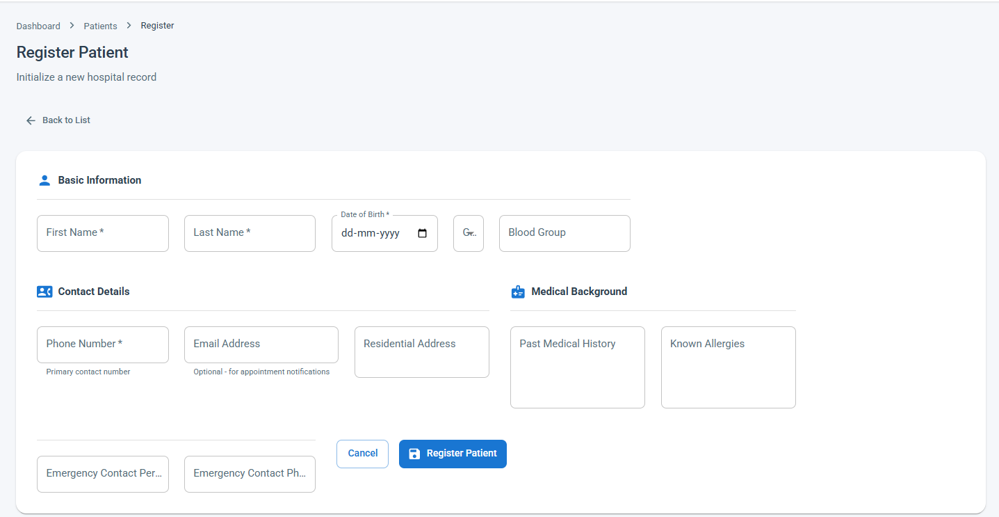 Dashboard > Patients > Register
Register Patient
Initialize a new hospital record
Back to List
Basic Information
First Name *
Last Name *
Date of Birth *
dd-mm-yyyy
G...
Blood Group
Contact Details
Phone Number *
Primary contact number
Email Address
Optional - for appointment notifications
Residential Address
Medical Background
Past Medical History
Known Allergies
Emergency Contact Per...
Emergency Contact Ph...
Cancel
Register Patient